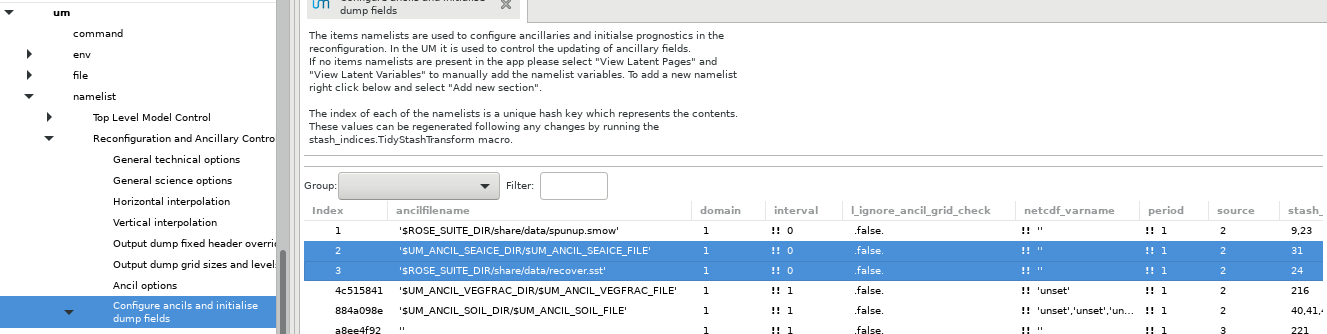 um
command
env
file
namelist
Top Level Model Control
Reconfiguration and Ancillary Contro
General technical options
General science options
Horizontal interpolation
Vertical interpolation
Output dump fixed header overri
Output dump grid sizes and level
Ancil options
Configure ancils and initialise
dump fields
um
Configure ancils and initialise
dump fields
The items namelists are used to configure ancillaries and initialse prognostics in the
reconfiguration. In the UM it is used to control the updating of ancillary fields.
If no items namelists are present in the app please select "View Latent Pages" and
"View Latent Variables" to manually add the namelist variables. To add a new namelist
right click below and select "Add new section".
The index of each of the namelists is a unique hash key which represents the contents.
These values can be regenerated following any changes by running the
stash_indices.TidyStashTransform macro.
Group: Filter:
Index ancilfilename domain interval l_ignore_ancil_grid_check netcdf_varname period source stash_
1 '$ROSE_SUITE_DIR/share/data/spunup.smow' 1 !! 0 .false. !! '' !! 1 2 9,23
2 '$UM_ANCIL_SEAICE_DIR/$UM_ANCIL_SEAICE_FILE' 1 !! 0 .false. !! '' !! 1 2 31
3 '$ROSE_SUITE_DIR/share/data/recover.sst' 1 !! 0 .false. !! '' !! 1 2 24
4c515841 '$UM_ANCIL_VEGFRAC_DIR/$UM_ANCIL_VEGFRAC_FILE' 1 !! 1 .false. !! 'unset' !! 1 2 216
884a098e '$UM_ANCIL_SOIL_DIR/$UM_ANCIL_SOIL_FILE' 1 !! 1 .false. !! 'unset','unset','un... !! 1 2 40,41,
a8ee4f92 '' 1 !! 1 .false. !! '' !! 1 3 221